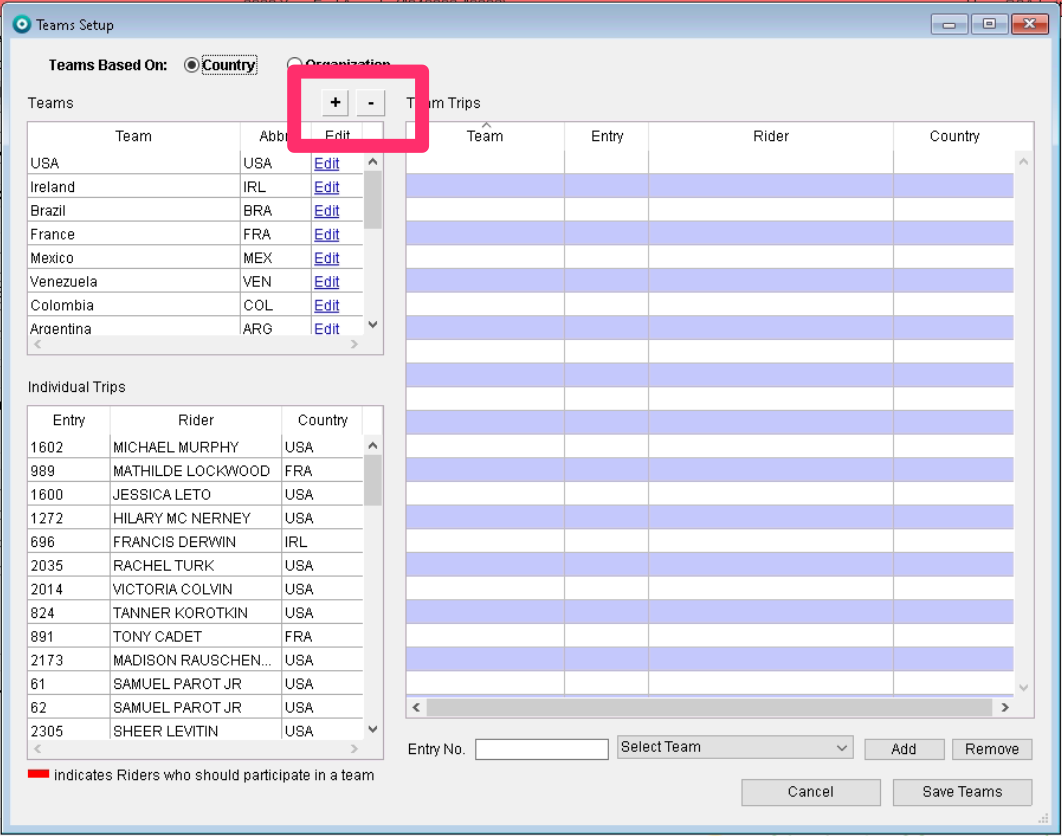 Teams Setup
Teams Based On: Country Organization
Teams + - Team Trips
Team Abbr Edit
USA USA Edit
Ireland IRL Edit
Brazil BRA Edit
France FRA Edit
Mexico MEX Edit
Venezuela VEN Edit
Colombia COL Edit
Argentina ARG Edit
Team Entry Rider Country
Individual Trips
Entry Rider Country
1602 MICHAEL MURPHY USA
989 MATHILDE LOCKWOOD FRA
1600 JESSICA LETO USA
1272 HILARY MC NERNEY USA
696 FRANCIS DERWIN IRL
2035 RACHEL TURK USA
2014 VICTORIA COLVIN USA
824 TANNER KOROTKIN USA
891 TONY CADET FRA
2173 MADISON RAUSCHEN... USA
61 SAMUEL PAROT JR USA
62 SAMUEL PAROT JR USA
2305 SHEER LEVITIN USA
indicates Riders who should participate in a team
Entry No. Select Team Add Remove
Cancel Save Teams